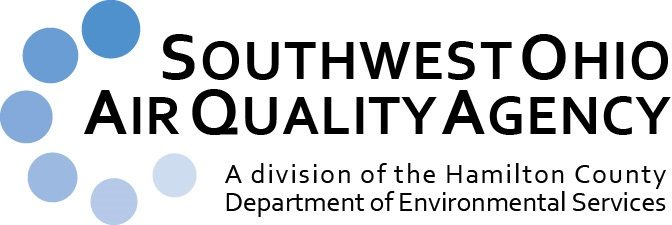 SOUTHWEST OHIO
AIR QUALITY AGENCY
A division of the Hamilton County
Department of Environmental Services